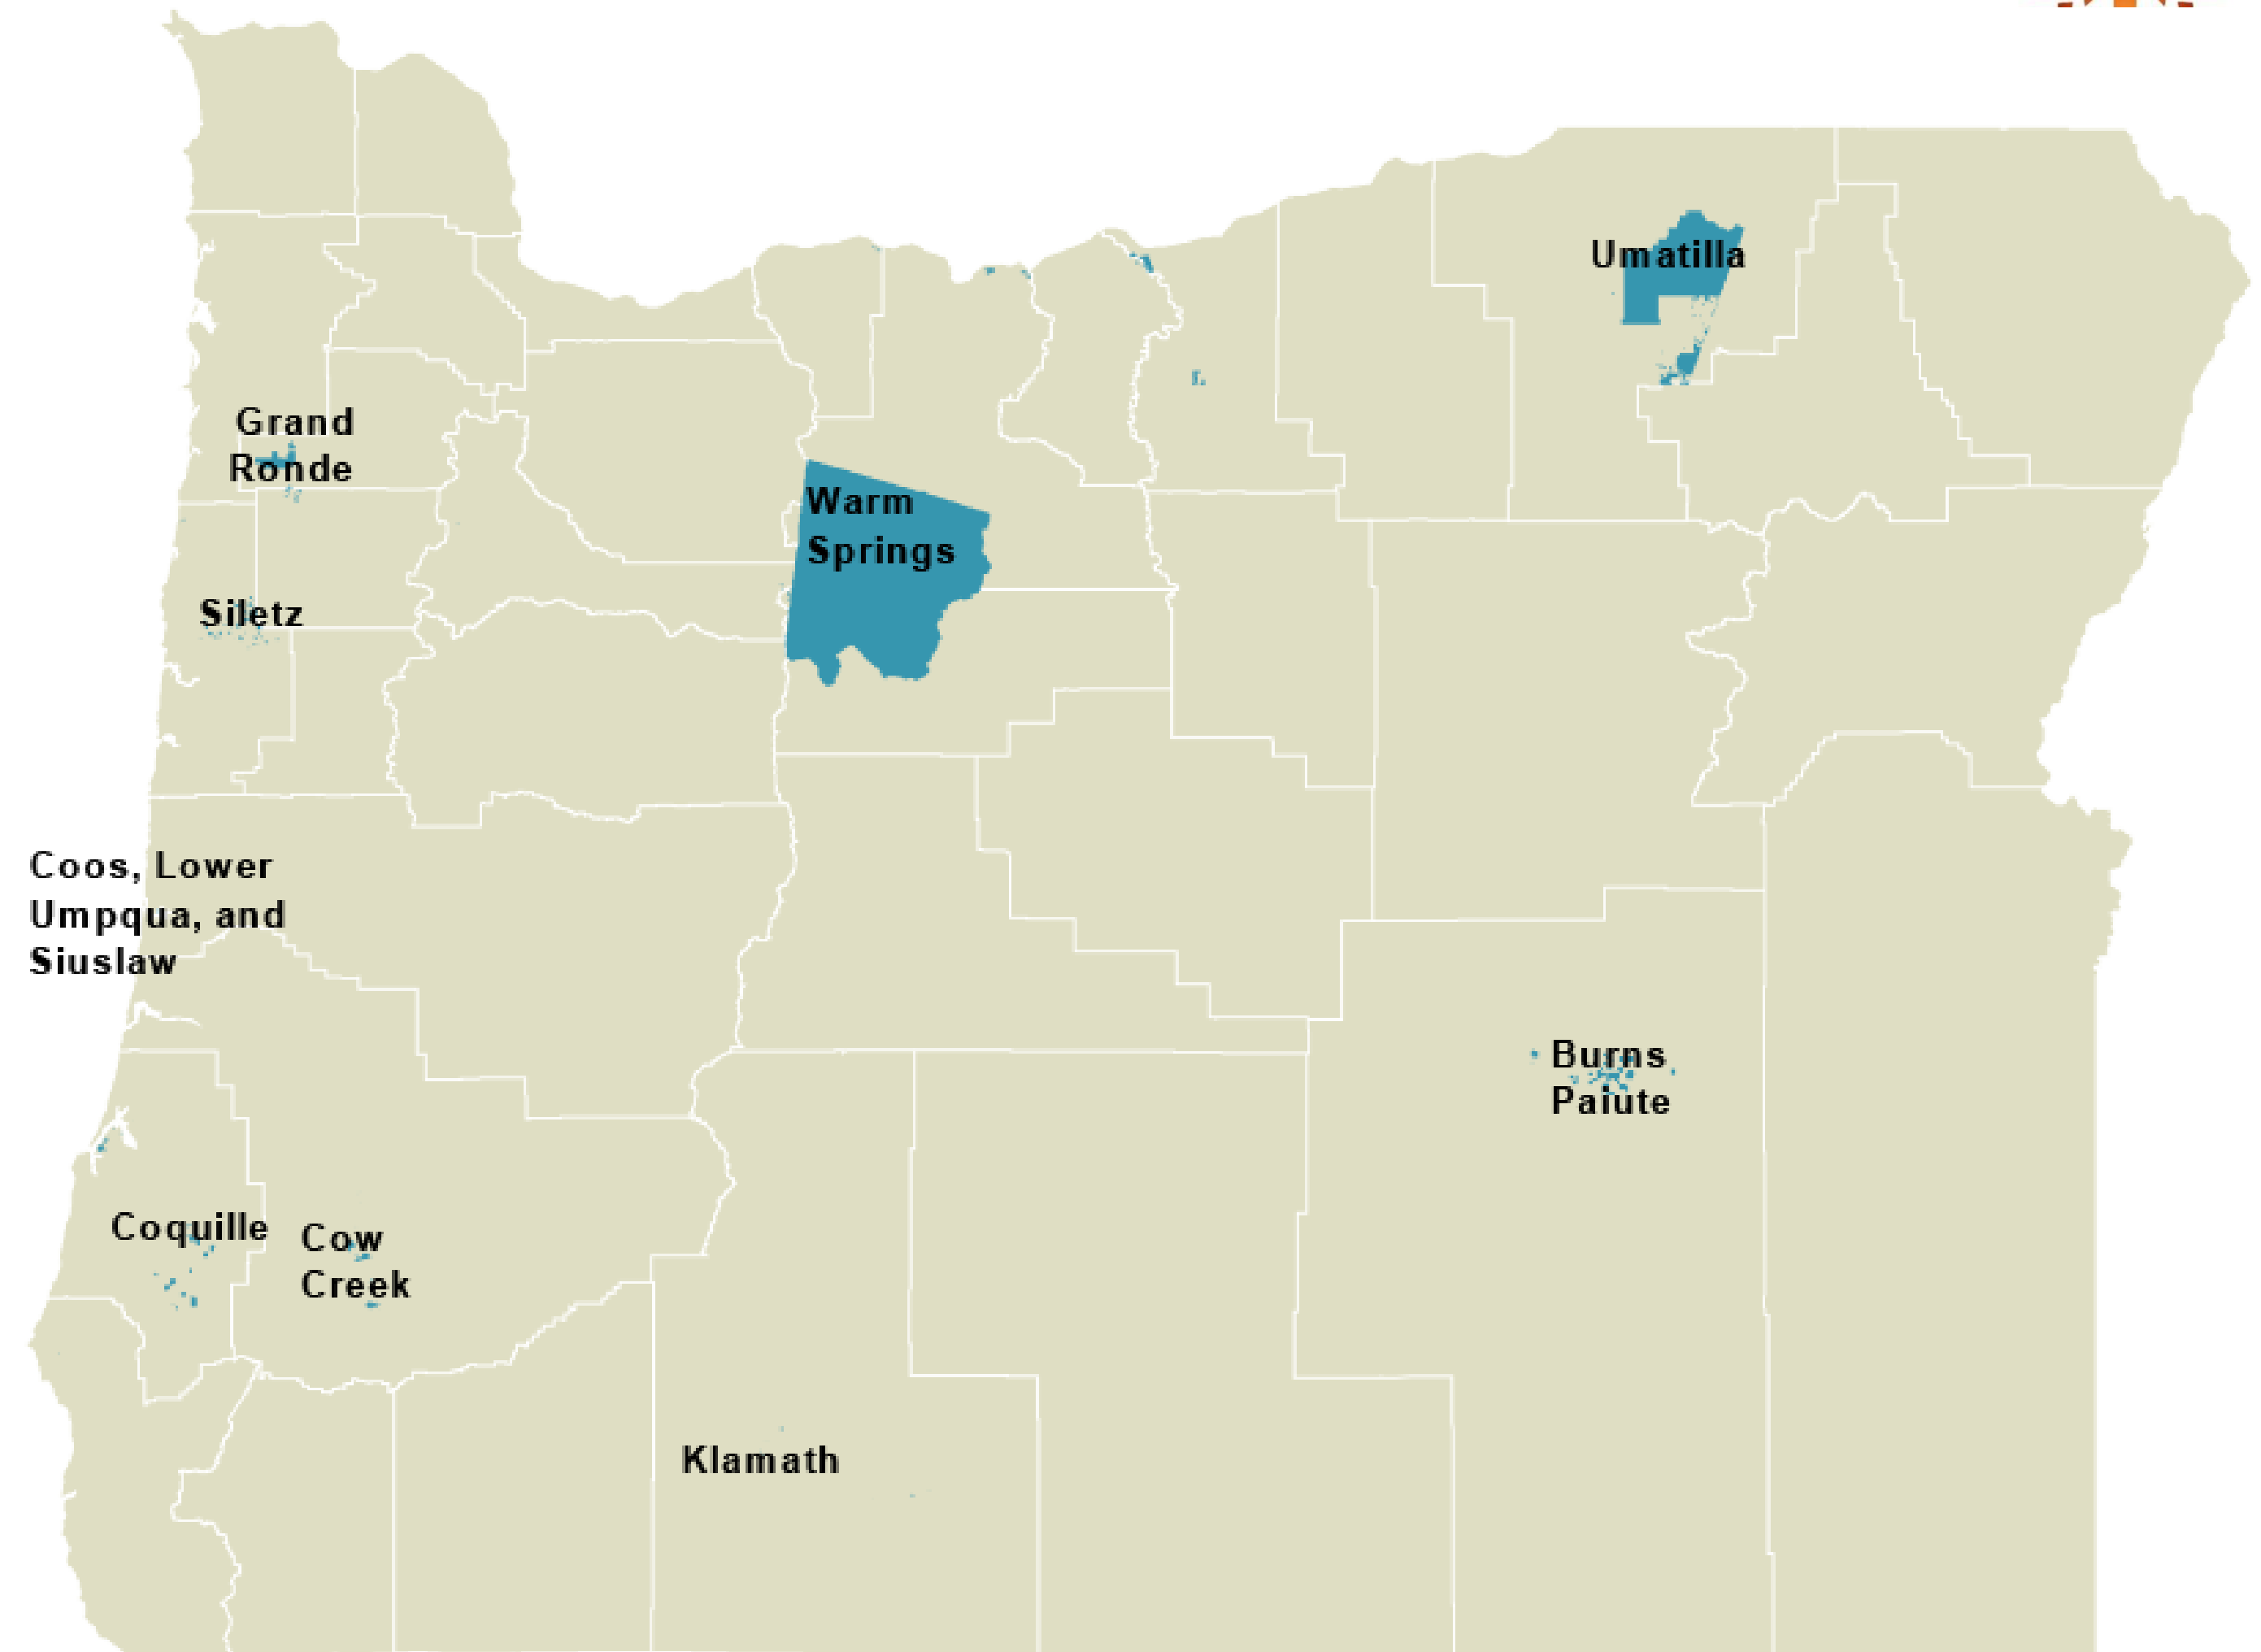 Umatilla
Grand
Ronde
Warm
Springs
Siletz
Coos, Lower
Umpqua, and
Siuslaw
Burns
Paiute
Coquille
Cow
Creek
Klamath